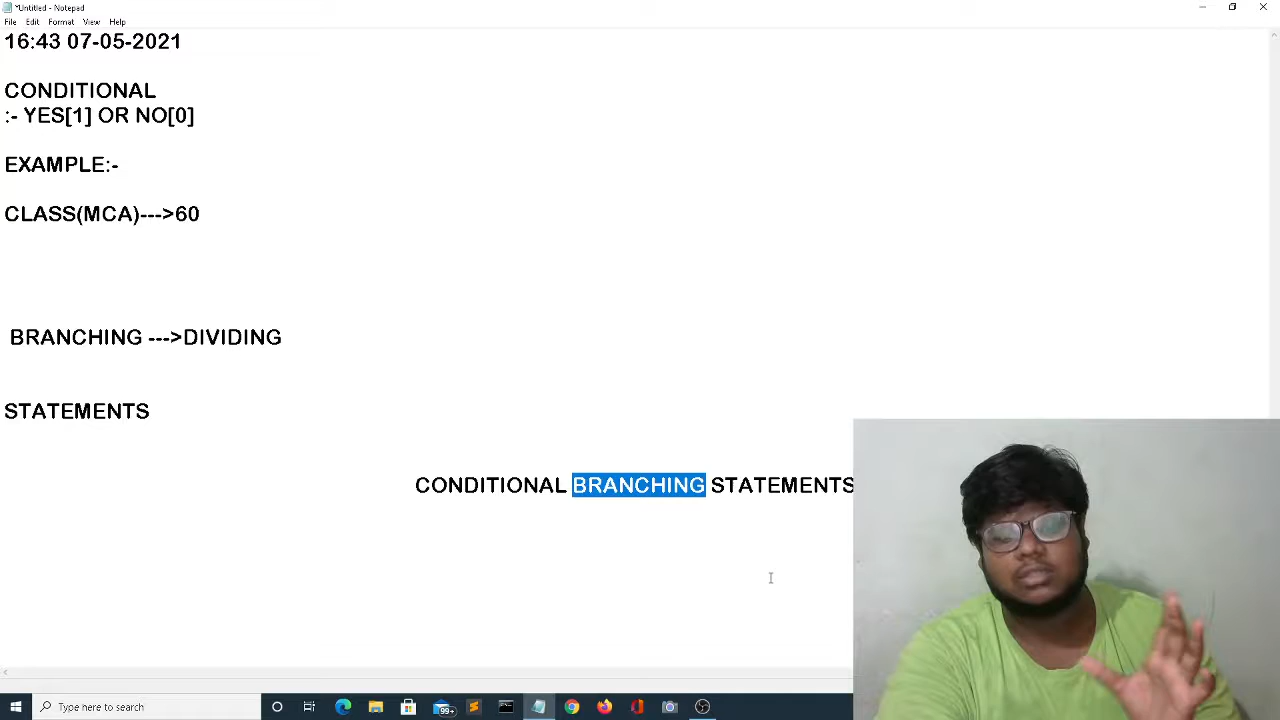 *Untitled - Notepad
File Edit Format View Help
16:43 07-05-2021
CONDITIONAL
:- YES[1] OR NO[0]
EXAMPLE:-
CLASS(MCA)--->60
BRANCHING --->DIVIDING
STATEMENTS
CONDITIONAL BRANCHING STATEMENTS
Type here to search
99+